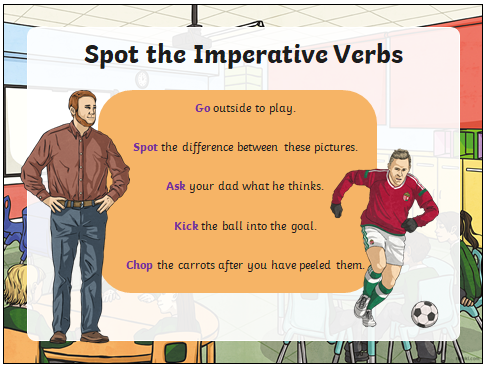 Spot the Imperative Verbs
Go outside to play.
Spot the difference between these pictures.
Ask your dad what he thinks.
Kick the ball into the goal.
Chop the carrots after you have peeled them.